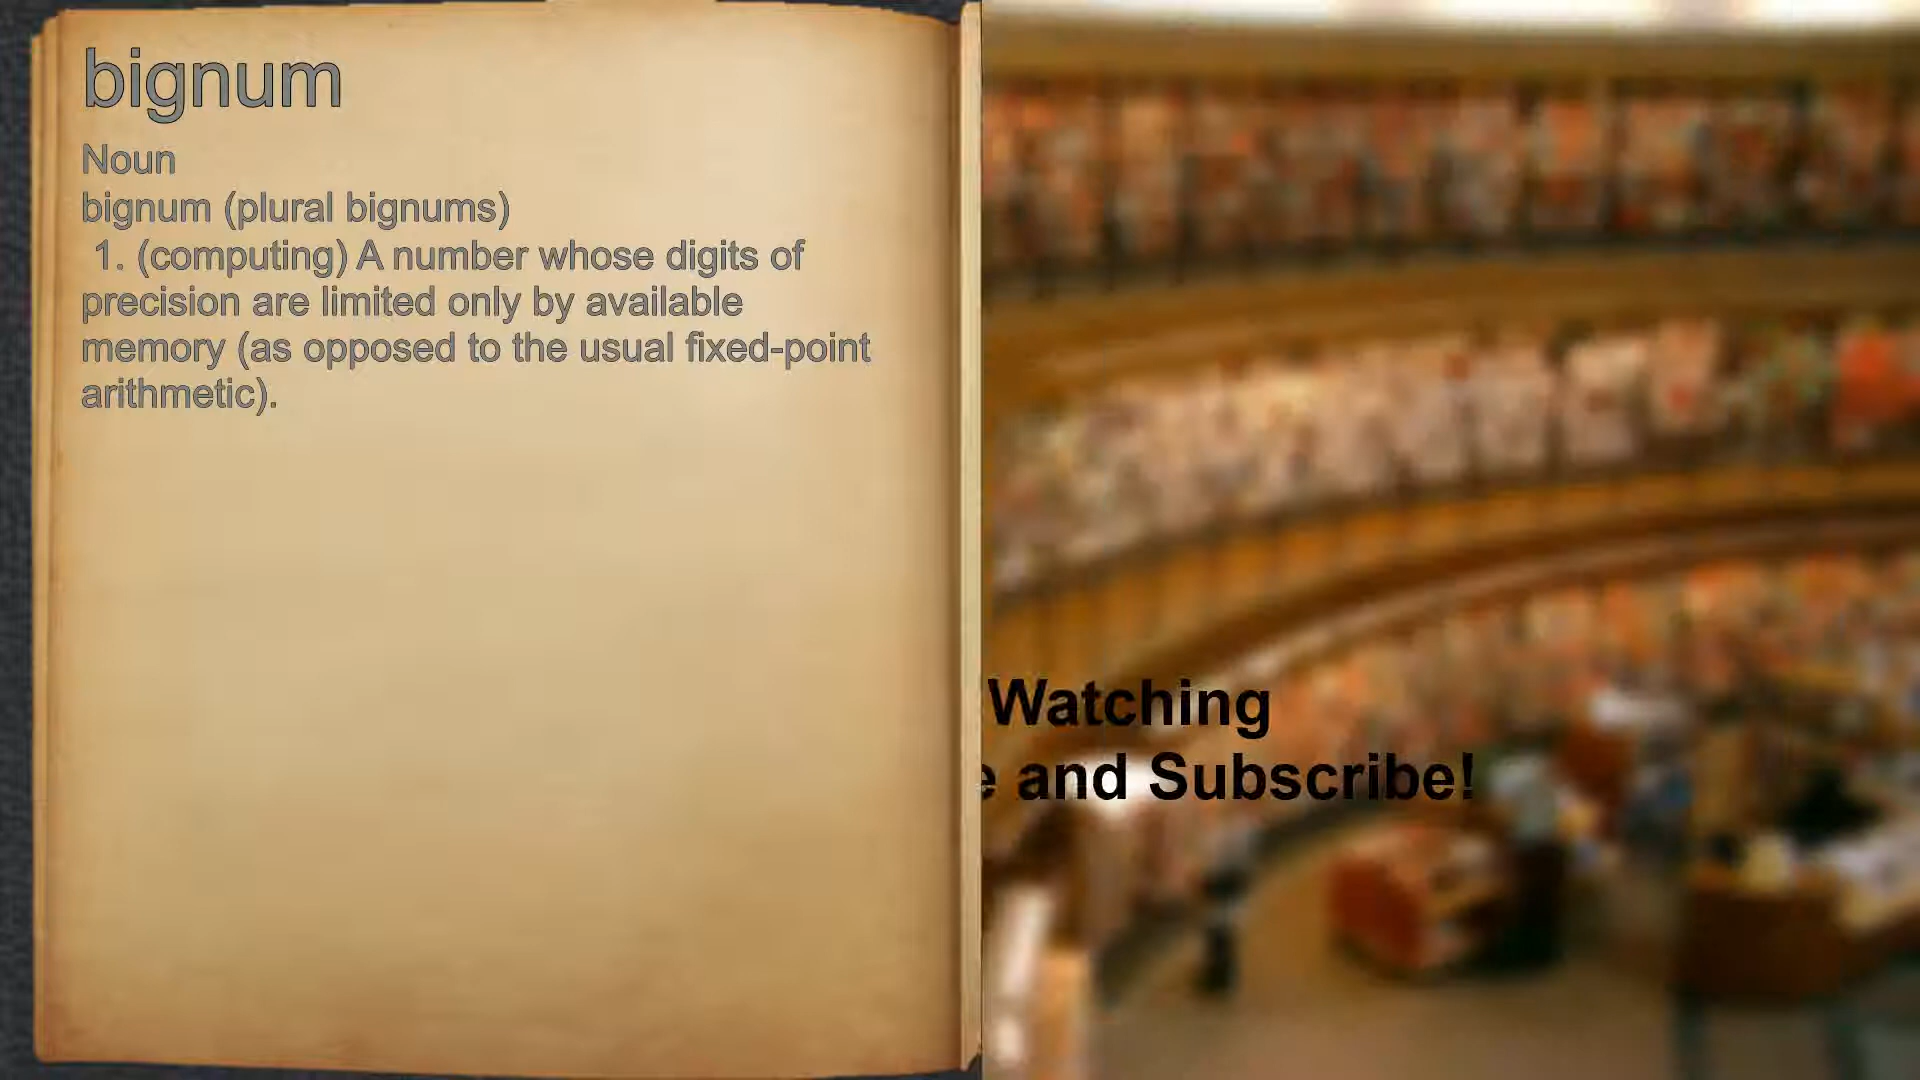 bignum
Noun
bignum (plural bignums)
1. (computing) A number whose digits of
precision are limited only by available
memory (as opposed to the usual fixed-point
arithmetic).
Watching
e and Subscribe!